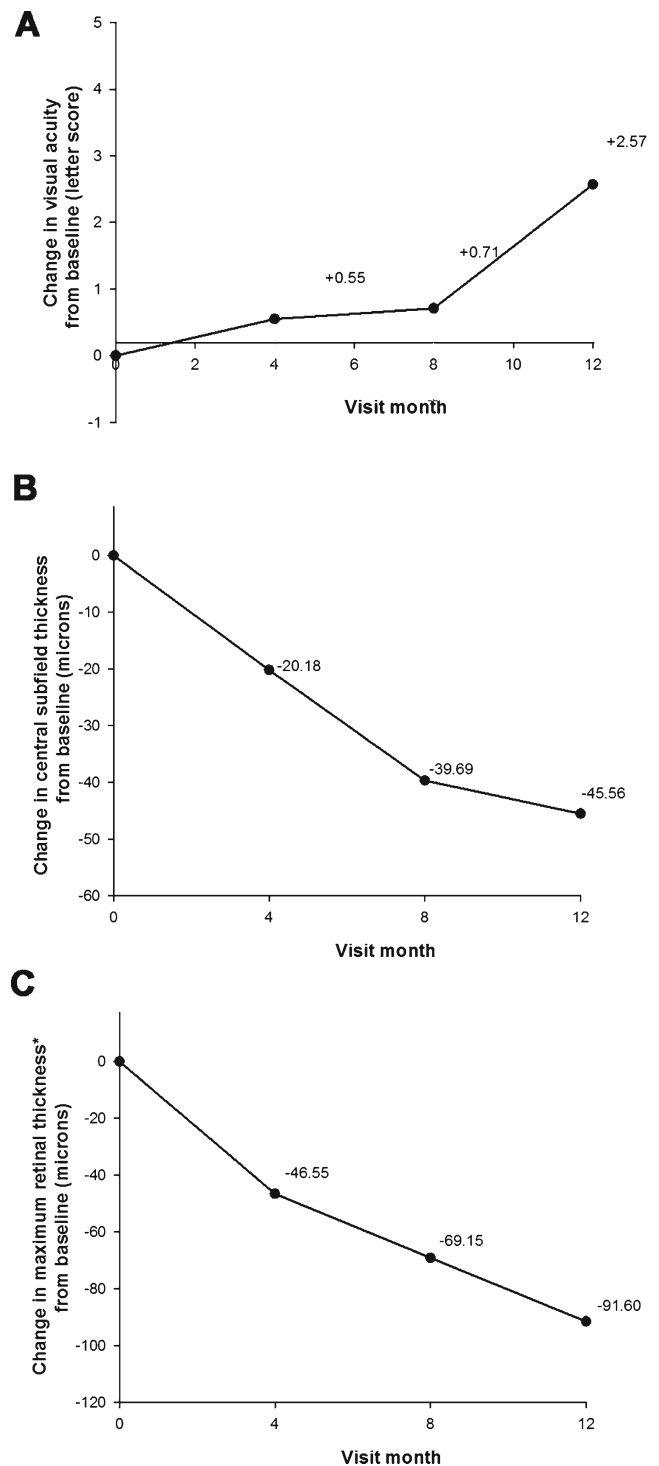 A
Change in visual acuity
from baseline (letter score)
5
4
3
2
1
0
-1
+0.55
+0.71
+2.57
0 2 4 6 8 10 12
Visit month
B
Change in central subfield thickness
from baseline (microns)
0
-10
-20
-30
-40
-50
-60
-20.18
-39.69
-45.56
0 4 8 12
Visit month
C
Change in maximum retinal thickness*
from baseline (microns)
0
-20
-40
-60
-80
-100
-120
-46.55
-69.15
-91.60
0 4 8 12
Visit month